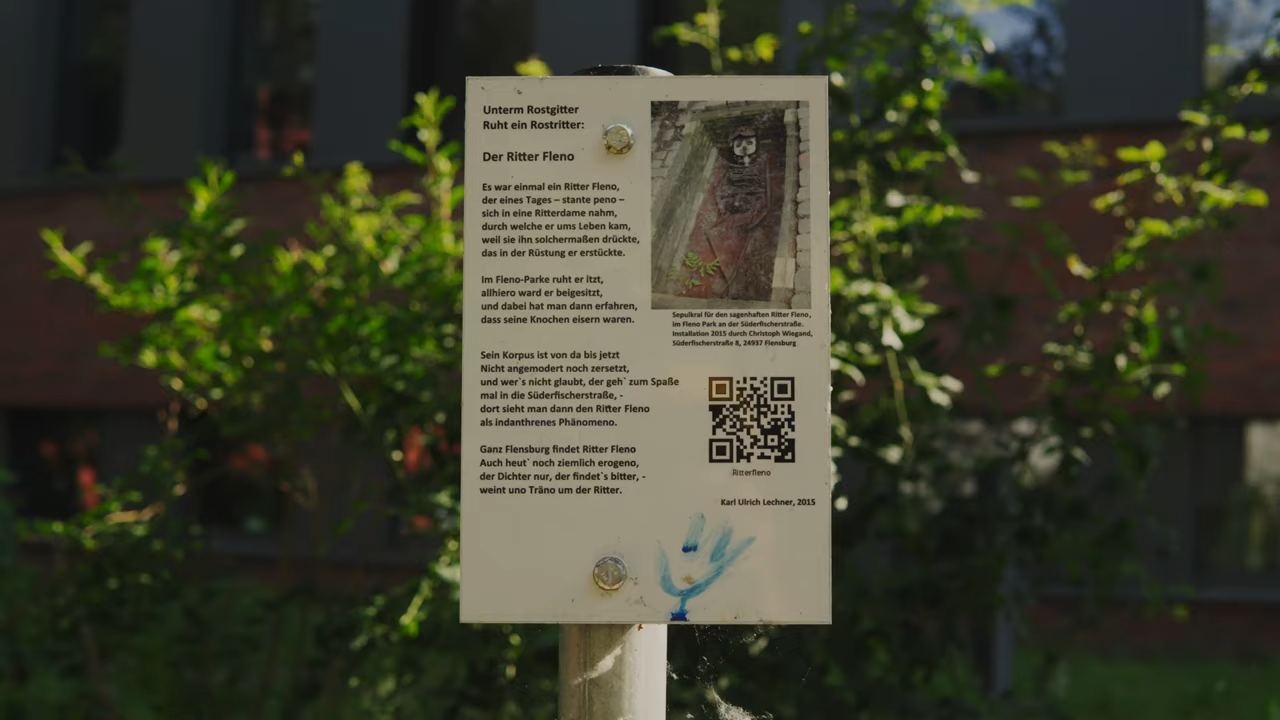 Unterm Rostgitter
Ruht ein Rostritter:
Der Ritter Fleno
Es war einmal ein Ritter Fleno,
der eines Tages – stante peno –
sich in eine Ritterdame nahm,
durch welche er ums Leben kam,
weil sie ihn solchermaßen drückte,
das in der Rüstung er erstückte.
Im Fleno-Parke ruht er itzt,
allhiero ward er beigesitzt,
und dabei hat man dann erfahren,
dass seine Knochen eisern waren.
Sein Korpus ist von da bis jetzt
Nicht angemodert noch zersetzt,
und wer`s nicht glaubt, der geh` zum Spaße
mal in die Süderfischerstraße, -
dort sieht man dann den Ritter Fleno
als indanthrenes Phänomeno.
Ganz Flensburg findet Ritter Fleno
Auch heut` noch ziemlich erogeno,
der Dichter nur, der findet`s bitter, -
weint uno Träno um der Ritter.
Sepulkral für den sagenhaften Ritter Fleno,
im Fleno Park an der Süderfischerstraße.
Installation 2015 durch Christoph Wiegand,
Süderfischerstraße 8, 24937 Flensburg
Ritterfleno
Karl Ulrich Lechner, 2015